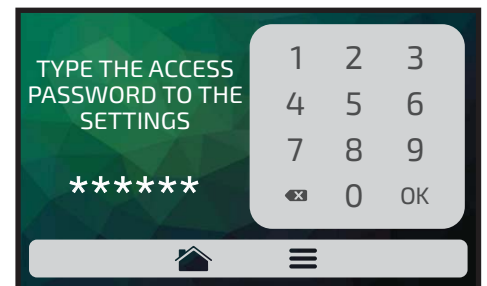 TYPE THE ACCESS
PASSWORD TO THE
SETTINGS
******
1 2 3
4 5 6
7 8 9
0 OK